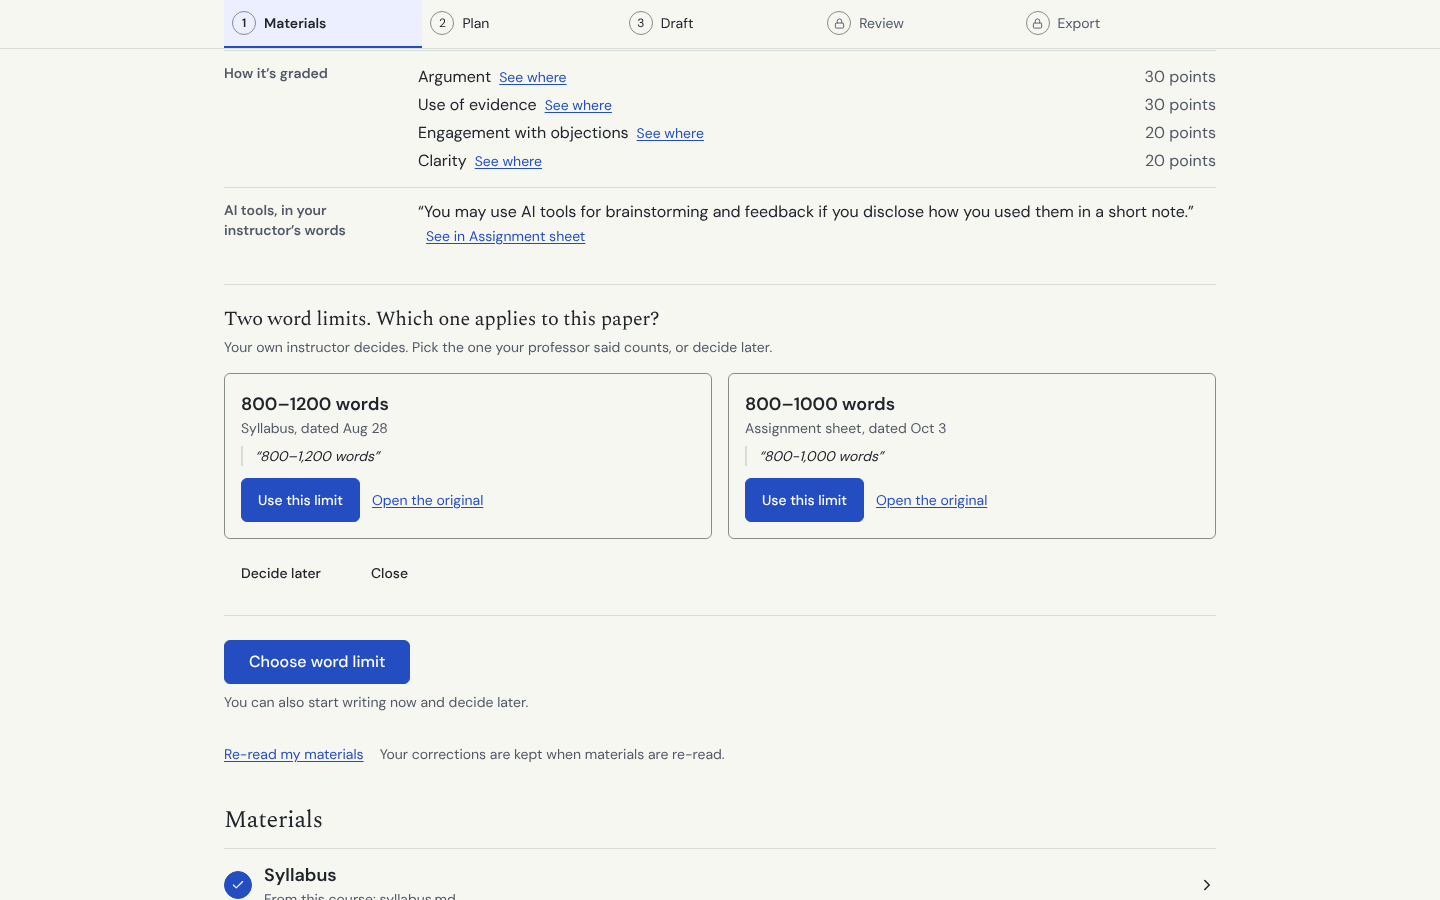 1 Materials
2 Plan
3 Draft
Review
Export
How it’s graded
Argument See where 30 points
Use of evidence See where 30 points
Engagement with objections See where 20 points
Clarity See where 20 points
AI tools, in your
instructor’s words
“You may use AI tools for brainstorming and feedback if you disclose how you used them in a short note.”
See in Assignment sheet
Two word limits. Which one applies to this paper?
Your own instructor decides. Pick the one your professor said counts, or decide later.
800–1200 words
Syllabus, dated Aug 28
“800–1,200 words”
Use this limit Open the original
800–1000 words
Assignment sheet, dated Oct 3
“800-1,000 words”
Use this limit Open the original
Decide later Close
Choose word limit
You can also start writing now and decide later.
Re-read my materials Your corrections are kept when materials are re-read.
Materials
Syllabus
From this course: syllabus.md